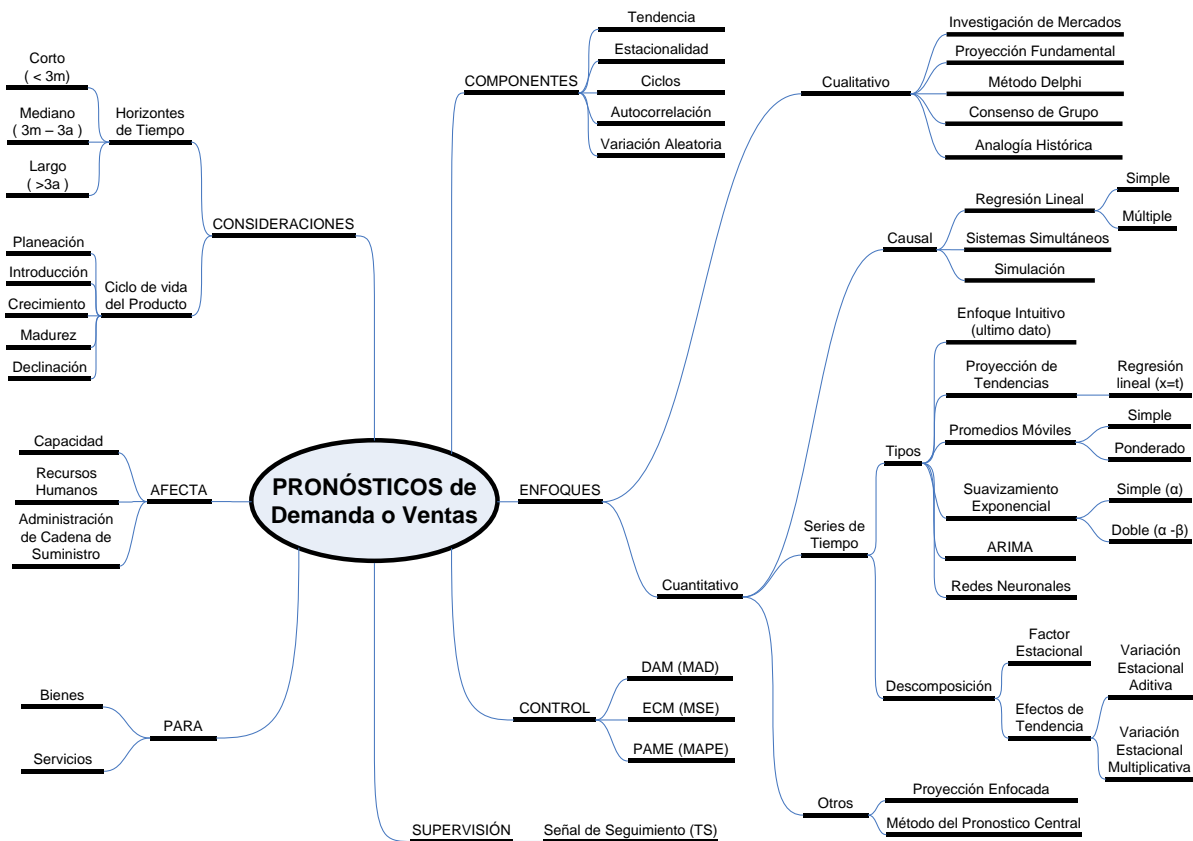 PRONÓSTICOS de
Demanda o Ventas
CONSIDERACIONES
Horizontes
de Tiempo
Corto
( < 3m)
Mediano
( 3m – 3a )
Largo
( >3a )
Ciclo de vida
del Producto
Planeación
Introducción
Crecimiento
Madurez
Declinación
AFECTA
Capacidad
Recursos
Humanos
Administración
de Cadena de
Suministro
PARA
Bienes
Servicios
COMPONENTES
Tendencia
Estacionalidad
Ciclos
Autocorrelación
Variación Aleatoria
ENFOQUES
Cualitativo
Investigación de Mercados
Proyección Fundamental
Método Delphi
Consenso de Grupo
Analogía Histórica
Cuantitativo
Causal
Regresión Lineal
Simple
Múltiple
Sistemas Simultáneos
Simulación
Series de
Tiempo
Tipos
Enfoque Intuitivo
(ultimo dato)
Proyección de
Tendencias
Regresión
lineal (x=t)
Promedios Móviles
Simple
Ponderado
Suavizamiento
Exponencial
Simple (α)
Doble (α -β)
ARIMA
Redes Neuronales
Descomposición
Factor
Estacional
Efectos de
Tendencia
Variación
Estacional
Aditiva
Variación
Estacional
Multiplicativa
Otros
Proyección Enfocada
Método del Pronostico Central
CONTROL
DAM (MAD)
ECM (MSE)
PAME (MAPE)
SUPERVISIÓN
Señal de Seguimiento (TS)